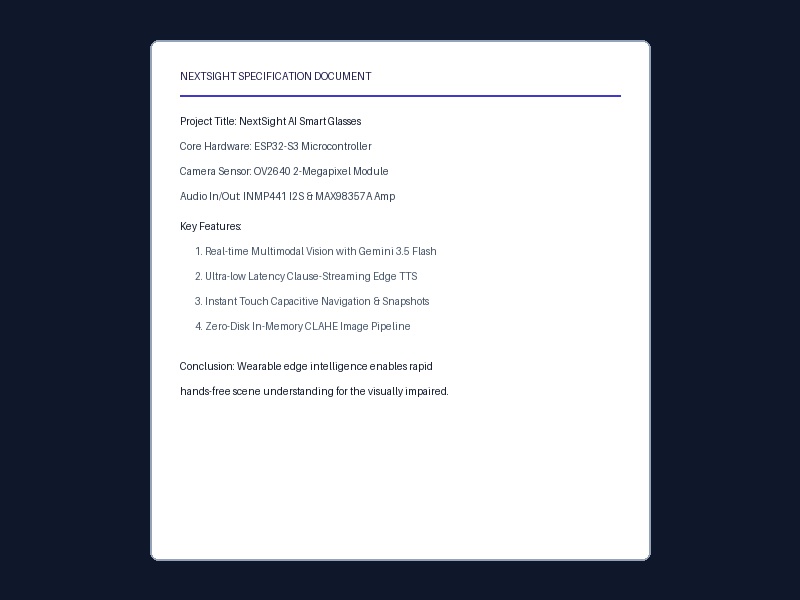 NEXTSIGHT SPECIFICATION DOCUMENT
Project Title: NextSight AI Smart Glasses
Core Hardware: ESP32-S3 Microcontroller
Camera Sensor: OV2640 2-Megapixel Module
Audio In/Out: INMP441 I2S & MAX98357A Amp
Key Features:
1. Real-time Multimodal Vision with Gemini 3.5 Flash
2. Ultra-low Latency Clause-Streaming Edge TTS
3. Instant Touch Capacitive Navigation & Snapshots
4. Zero-Disk In-Memory CLAHE Image Pipeline
Conclusion: Wearable edge intelligence enables rapid
hands-free scene understanding for the visually impaired.